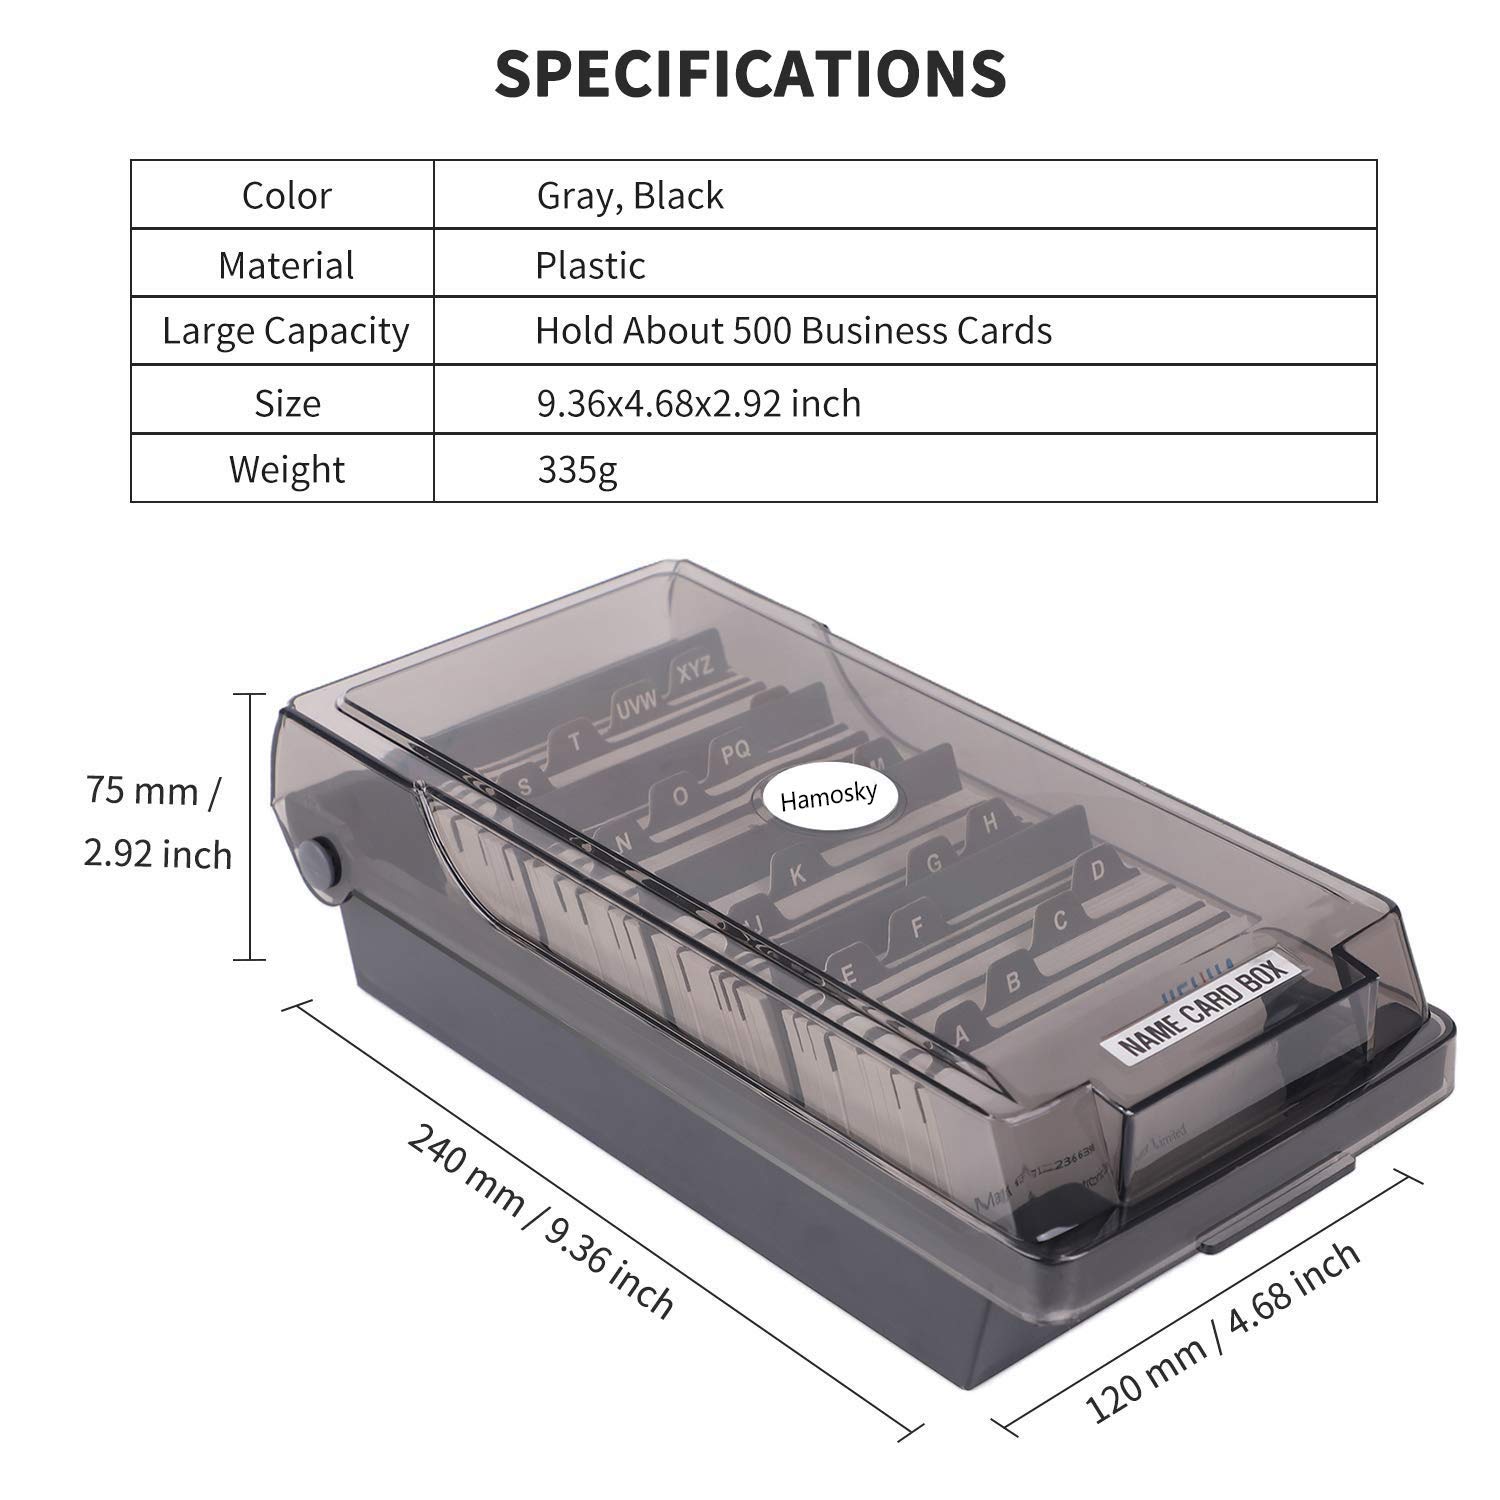 SPECIFICATIONS
Color Gray, Black
Material Plastic
Large Capacity Hold About 500 Business Cards
Size 9.36x4.68x2.92 inch
Weight 335g
XYZ
UVW
T
S
PQ
O
N
M
Hamosky
K
J
H
G
F
E
D
C
B
A
NAME CARD BOX
Limited
75 mm /
2.92 inch
240 mm / 9.36 inch
120 mm / 4.68 inch